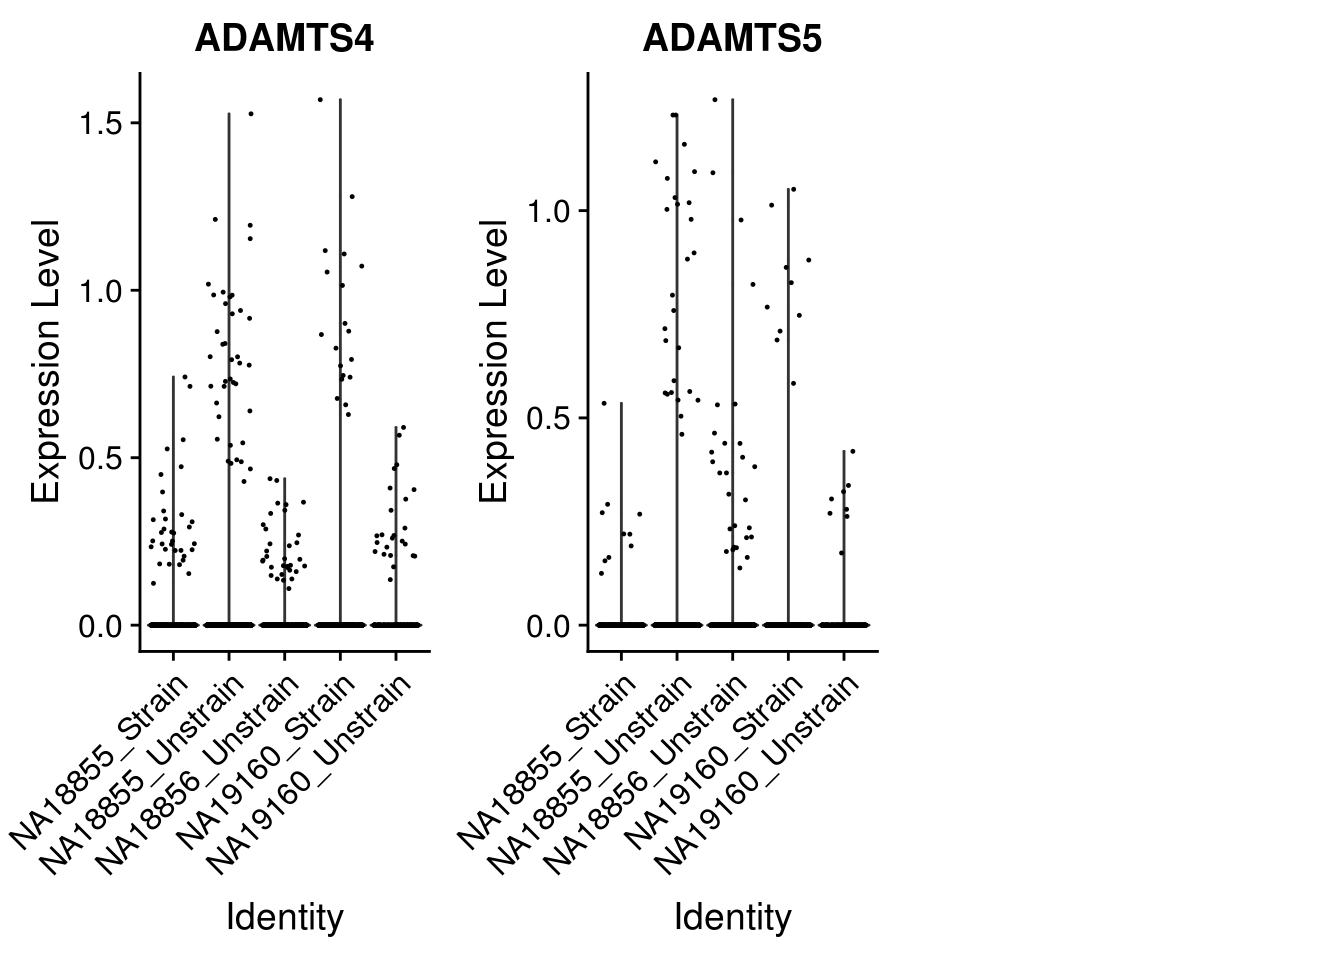 ADAMTS4
Expression Level
1.5
1.0
0.5
0.0
NA18855_Strain
NA18855_Unstrain
NA18856_Unstrain
NA19160_Strain
NA19160_Unstrain
Identity
ADAMTS5
Expression Level
1.0
0.5
0.0
NA18855_Strain
NA18855_Unstrain
NA18856_Unstrain
NA19160_Strain
NA19160_Unstrain
Identity